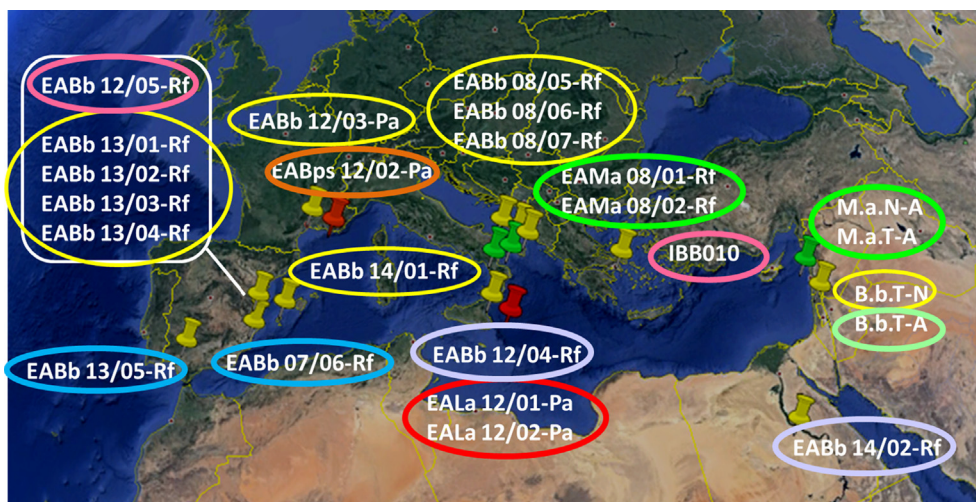 EABb 12/05-Rf
EABb 13/01-Rf
EABb 13/02-Rf
EABb 13/03-Rf
EABb 13/04-Rf
EABb 12/03-Pa
EABps 12/02-Pa
EABb 08/05-Rf
EABb 08/06-Rf
EABb 08/07-Rf
EAMa 08/01-Rf
EAMa 08/02-Rf
IBB010
M.a.N-A
M.a.T-A
B.b.T-N
B.b.T-A
EABb 14/01-Rf
EABb 13/05-Rf
EABb 07/06-Rf
EABb 12/04-Rf
EALa 12/01-Pa
EALa 12/02-Pa
EABb 14/02-Rf